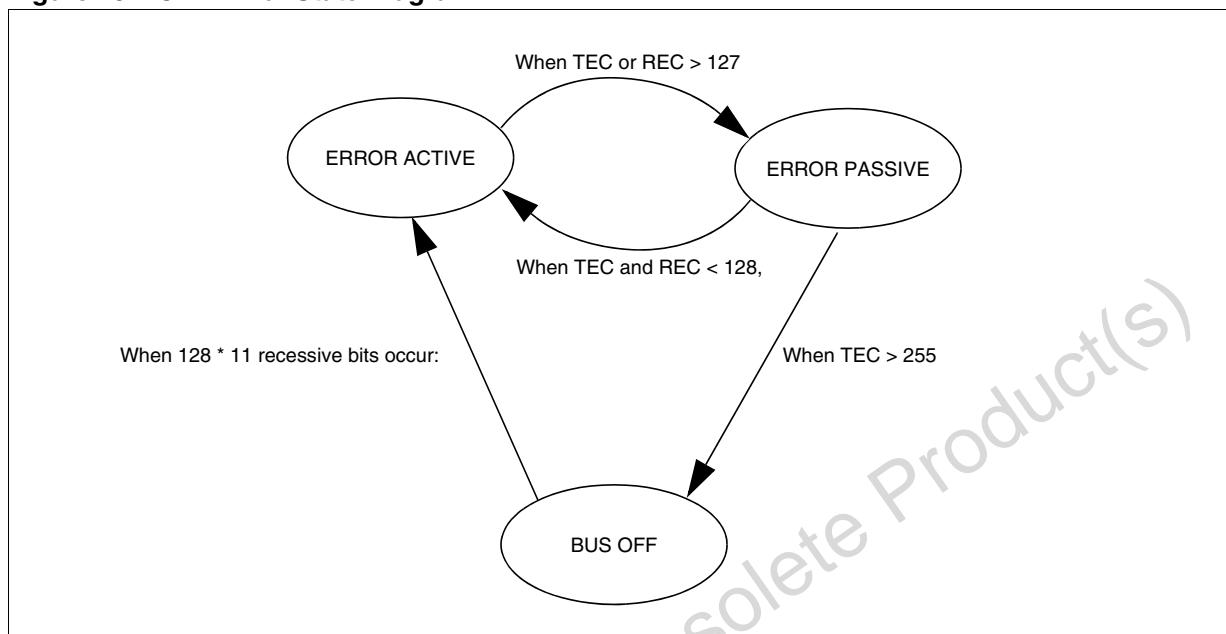 When TEC or REC > 127
ERROR ACTIVE
ERROR PASSIVE
When TEC and REC < 128,
When 128 * 11 recessive bits occur:
When TEC > 255
BUS OFF
solete Product(s)